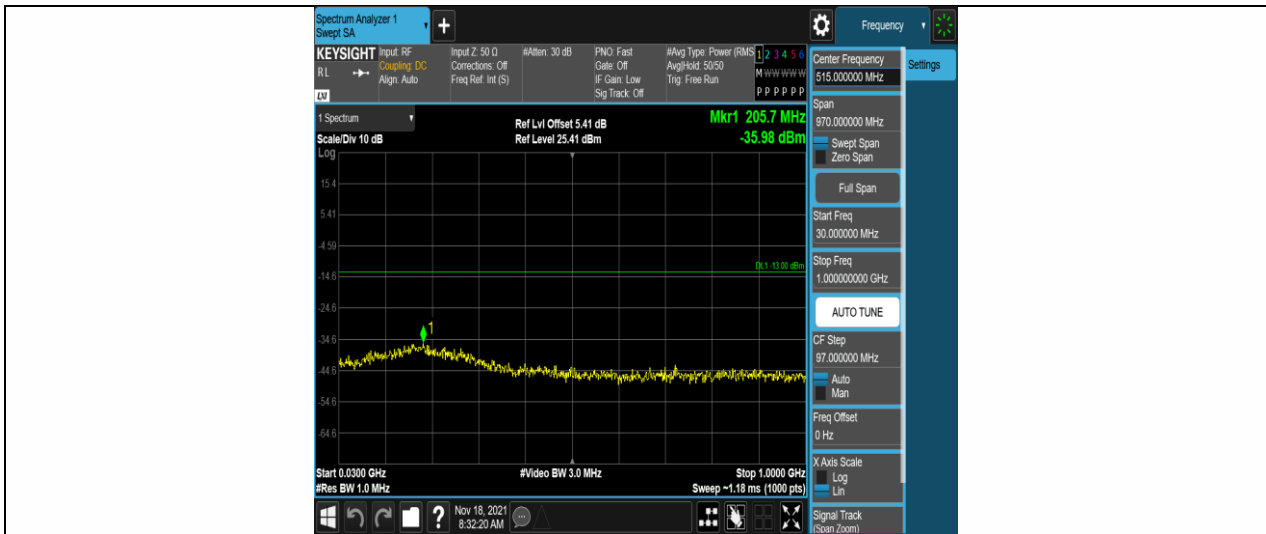 Spectrum Analyzer 1
Swept SA
+
Frequency
KEYSIGHT
RL
LXI
Input: RF
Coupling: DC
Align: Auto
Input Z: 50 Ω
Corrections: Off
Freq Ref: Int (S)
#Atten: 30 dB
PNO: Fast
Gate: Off
IF Gain: Low
Sig Track: Off
#Avg Type: Power (RMS
Avg|Hold: 50/50
Trig: Free Run
1 2 3 4 5 6
M W W W W W
P P P P P P
1 Spectrum
Scale/Div 10 dB
Log
Ref Lvl Offset 5.41 dB
Ref Level 25.41 dBm
Mkr1 205.7 MHz
-35.98 dBm
15.4
5.41
-4.59
-14.6
-24.6
-34.6
-44.6
-54.6
-64.6
DL1 -13.00 dBm
1
Start 0.0300 GHz
#Res BW 1.0 MHz
#Video BW 3.0 MHz
Stop 1.0000 GHz
Sweep ~1.18 ms (1000 pts)
?
Nov 18, 2021
8:32:20 AM
Center Frequency
515.000000 MHz
Settings
Span
970.000000 MHz
Swept Span
Zero Span
Full Span
Start Freq
30.000000 MHz
Stop Freq
1.000000000 GHz
AUTO TUNE
CF Step
97.000000 MHz
Auto
Man
Freq Offset
0 Hz
X Axis Scale
Log
Lin
Signal Track
(Span Zoom)